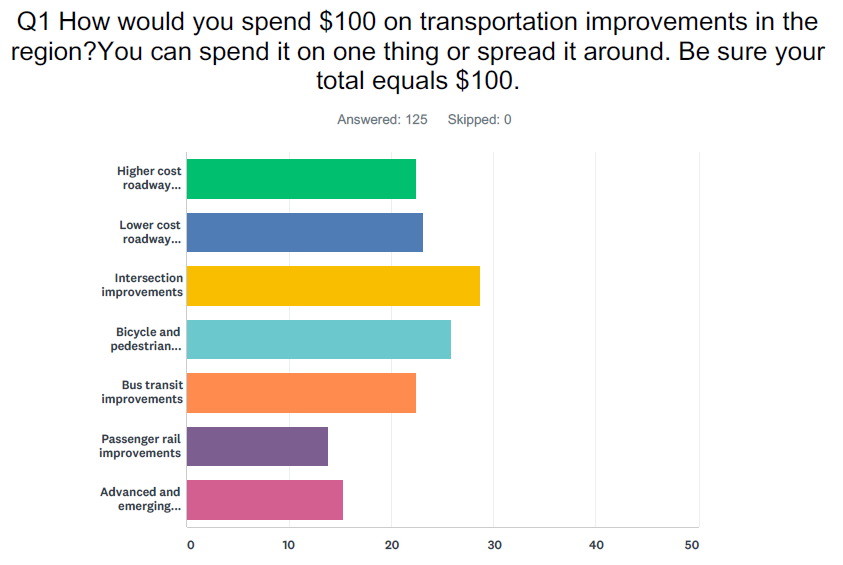 Q1 How would you spend $100 on transportation improvements in the
region?You can spend it on one thing or spread it around. Be sure your
total equals $100.
Answered: 125 Skipped: 0
Higher cost
roadway...
Lower cost
roadway...
Intersection
improvements
Bicycle and
pedestrian...
Bus transit
improvements
Passenger rail
improvements
Advanced and
emerging...
0 10 20 30 40 50